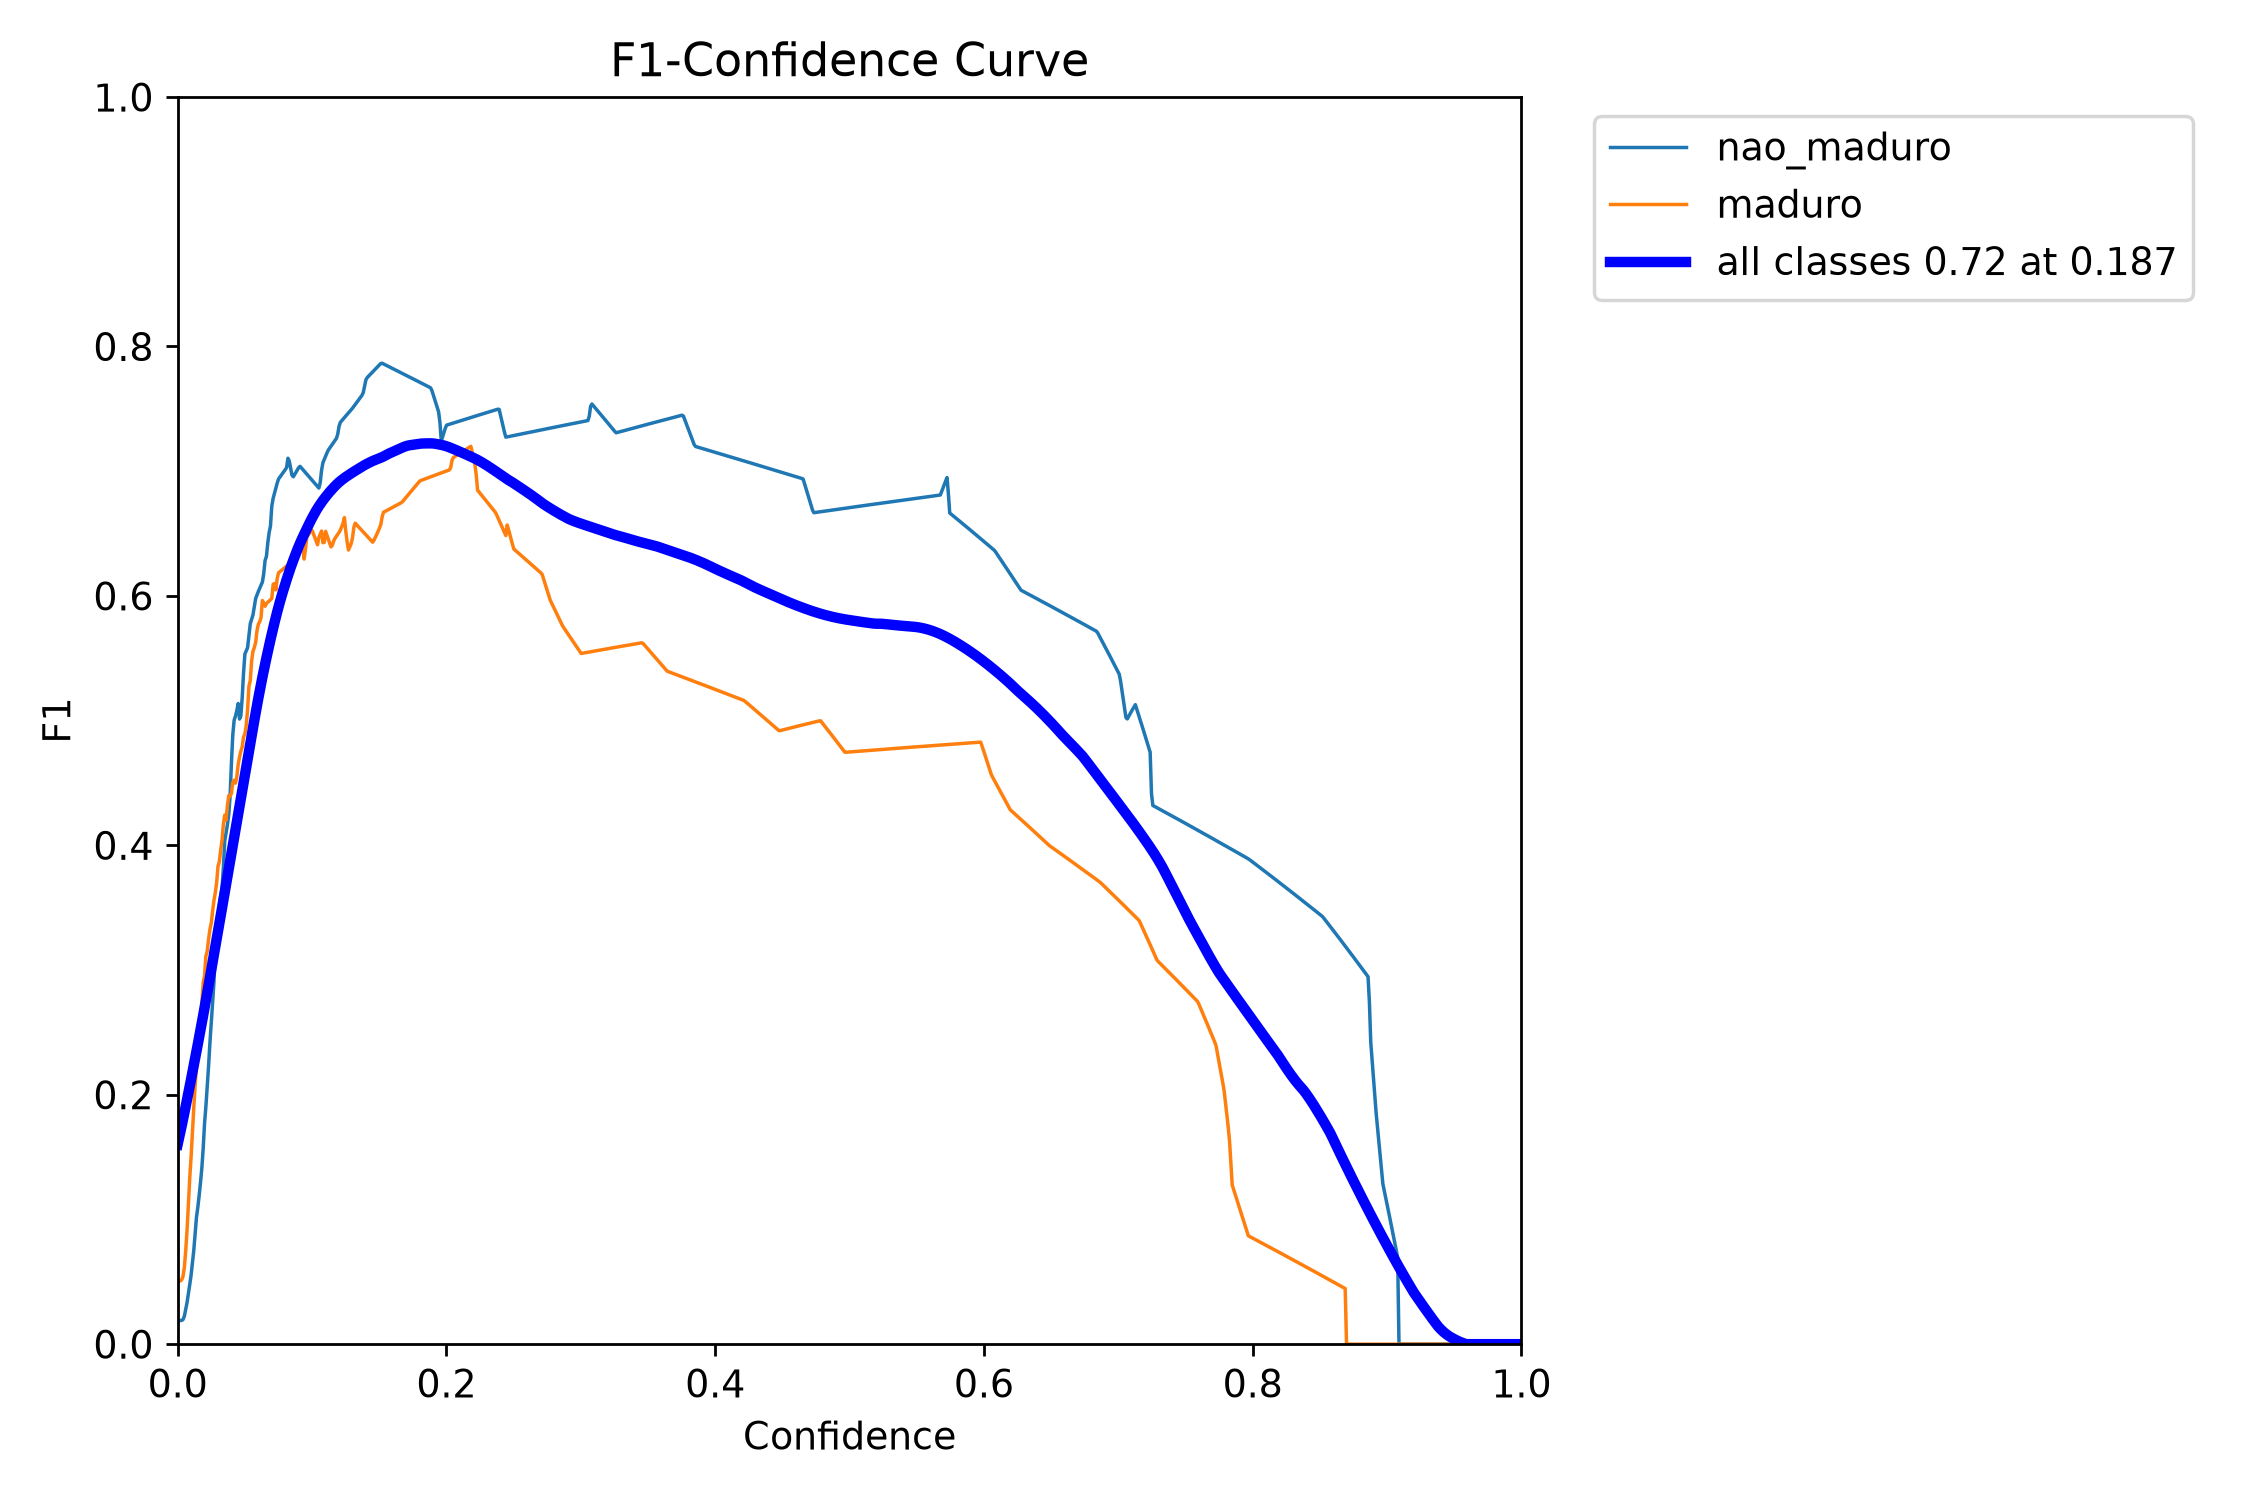 F1-Confidence Curve
1.0
0.8
0.6
0.4
0.2
0.0
F1
0.0 0.2 0.4 0.6 0.8 1.0
Confidence
nao_maduro
maduro
all classes 0.72 at 0.187